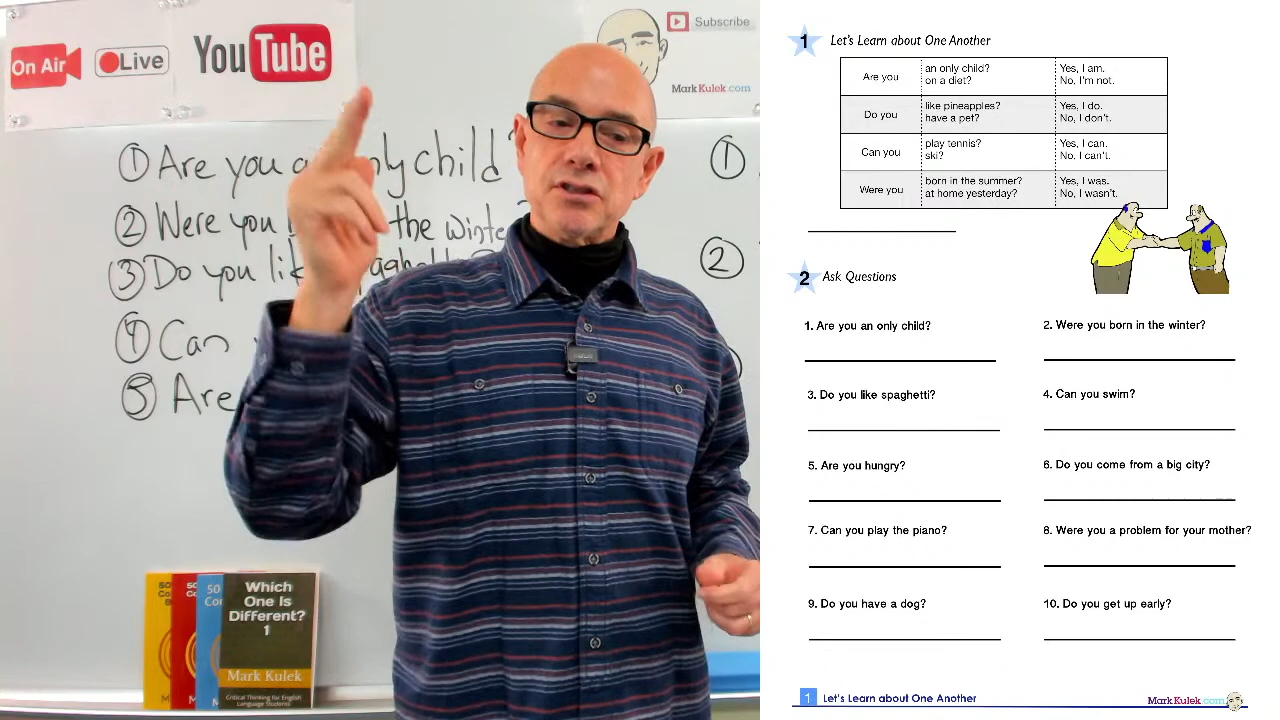 On Air
Live
YouTube
Subscribe
MarkKulek.com
① Are you only child
② Were you the winte
③ Do you li
④ Can
⑤ Are
①
②
50
50
50
Which
One Is
Different?
1
Mark Kulek
Critical Thinking for English
Language Students
1 Let's Learn about One Another
Are you
an only child?
on a diet?
Yes, I am.
No, I'm not.
Do you
like pineapples?
have a pet?
Yes, I do.
No, I don't.
Can you
play tennis?
ski?
Yes, I can.
No. I can't.
Were you
born in the summer?
at home yesterday?
Yes, I was.
No, I wasn't.
2 Ask Questions
1. Are you an only child?
2. Were you born in the winter?
3. Do you like spaghetti?
4. Can you swim?
5. Are you hungry?
6. Do you come from a big city?
7. Can you play the piano?
8. Were you a problem for your mother?
9. Do you have a dog?
10. Do you get up early?
1 Let's Learn about One Another
MarkKulek.com